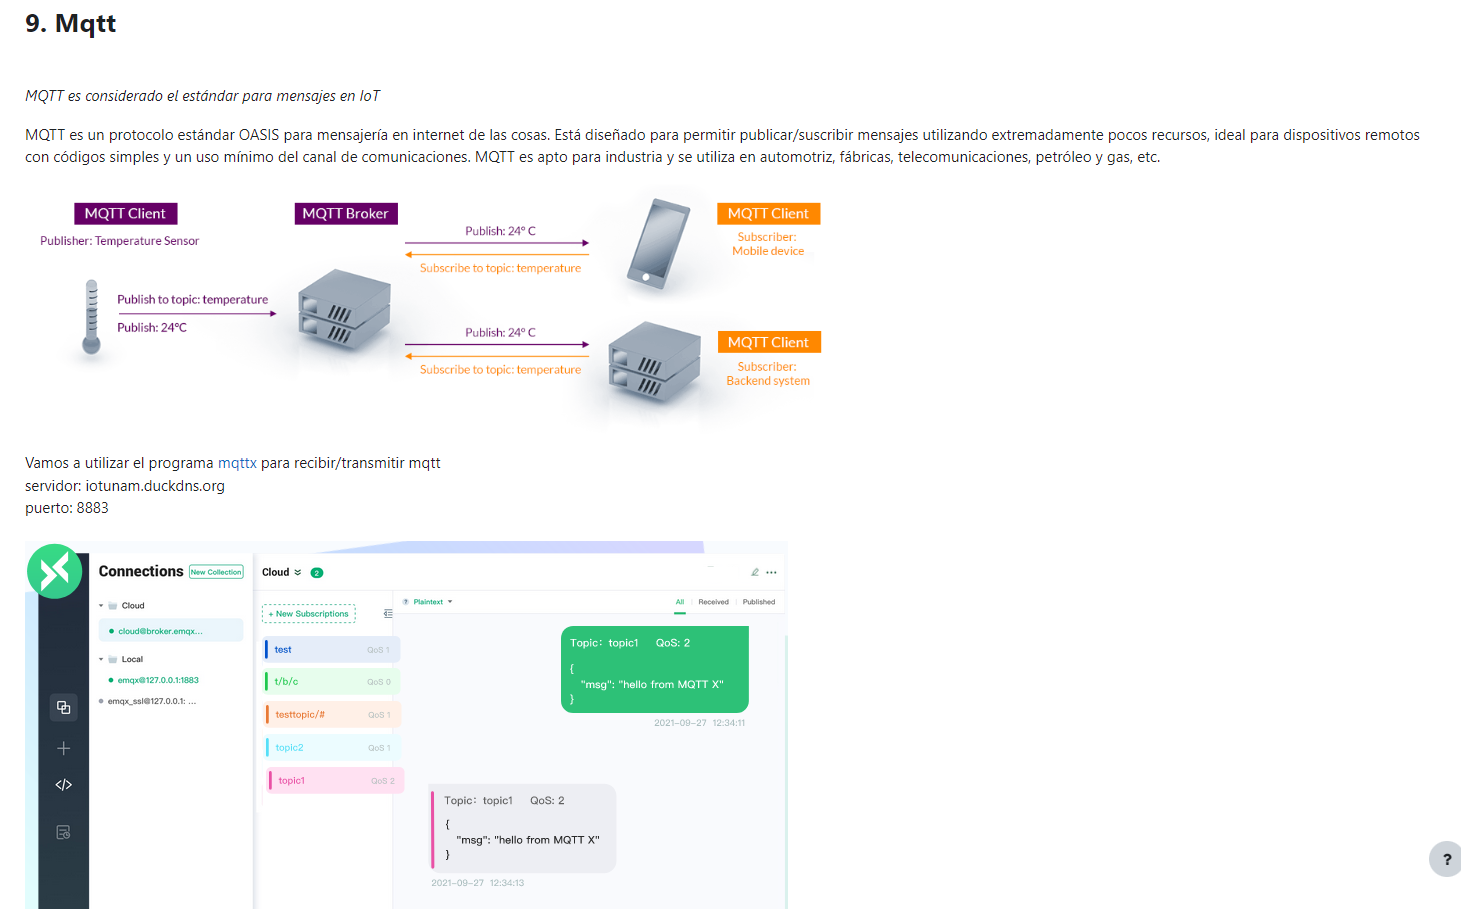 9. Mqtt
MQTT es considerado el estándar para mensajes en IoT
MQTT es un protocolo estándar OASIS para mensajería en internet de las cosas. Está diseñado para permitir publicar/suscribir mensajes utilizando extremadamente pocos recursos, ideal para dispositivos remotos
con códigos simples y un uso mínimo del canal de comunicaciones. MQTT es apto para industria y se utiliza en automotriz, fábricas, telecomunicaciones, petróleo y gas, etc.
MQTT Client
Publisher: Temperature Sensor
Publish to topic: temperature
Publish: 24°C
MQTT Broker
Publish: 24° C
Subscribe to topic: temperature
MQTT Client
Subscriber:
Mobile device
Publish: 24° C
Subscribe to topic: temperature
MQTT Client
Subscriber:
Backend system
Vamos a utilizar el programa mqttx para recibir/transmitir mqtt
servidor: iotunam.duckdns.org
puerto: 8883
Connections New Collection
Cloud
cloud@broker.emqx...
Local
emqx@127.0.0.1:1883
emqx_ssl@127.0.0.1: ...
Cloud 2
+ New Subscriptions
test QoS 1
t/b/c QoS 0
testtopic/# QoS 1
topic2 QoS 1
topic1 QoS 2
Plaintext
All Received Published
Topic: topic1 QoS: 2
{
"msg": "hello from MQTT X"
}
2021-09-27 12:34:11
Topic: topic1 QoS: 2
{
"msg": "hello from MQTT X"
}
2021-09-27 12:34:13
?